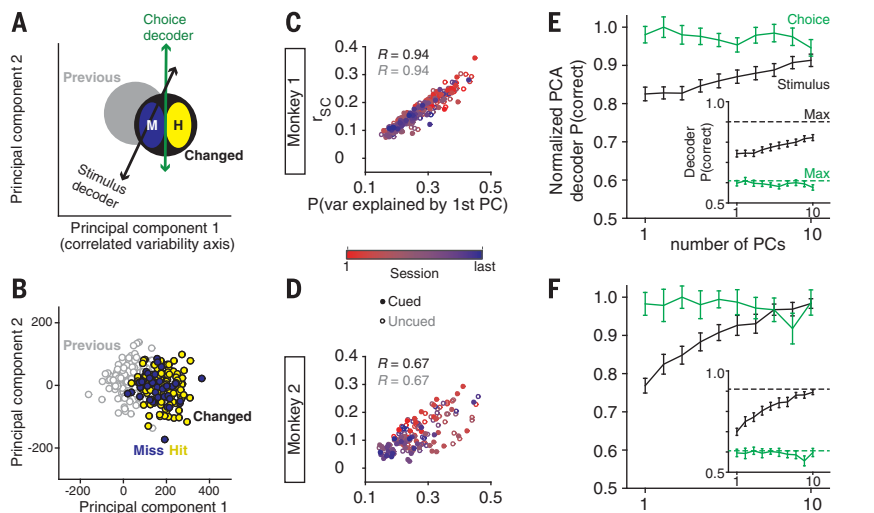 A
Principal component 2
Choice
decoder
Previous
M
H
Changed
Stimulus
decoder
Principal component 1
(correlated variability axis)
B
Principal component 2
200
0
-200
Previous
Changed
Miss Hit
-200
0
200
400
Principal component 1
C
Monkey 1
rSC
0.4
0.3
0.2
0.1
0
R = 0.94
R = 0.94
0.1
0.3
0.5
P(var explained by 1st PC)
1
last
Session
D
Cued
Uncued
Monkey 2
0.4
0.3
0.2
0.1
0
R = 0.67
R = 0.67
0.1
0.3
0.5
E
Normalized PCA
decoder P(correct)
1.0
0.9
0.8
0.7
0.6
0.5
Choice
Stimulus
Decoder
P(correct)
1.0
0.5
Max
Max
1
10
1
10
number of PCs
F
1.0
0.9
0.8
0.7
0.6
0.5
1.0
0.5
1
10
1
10